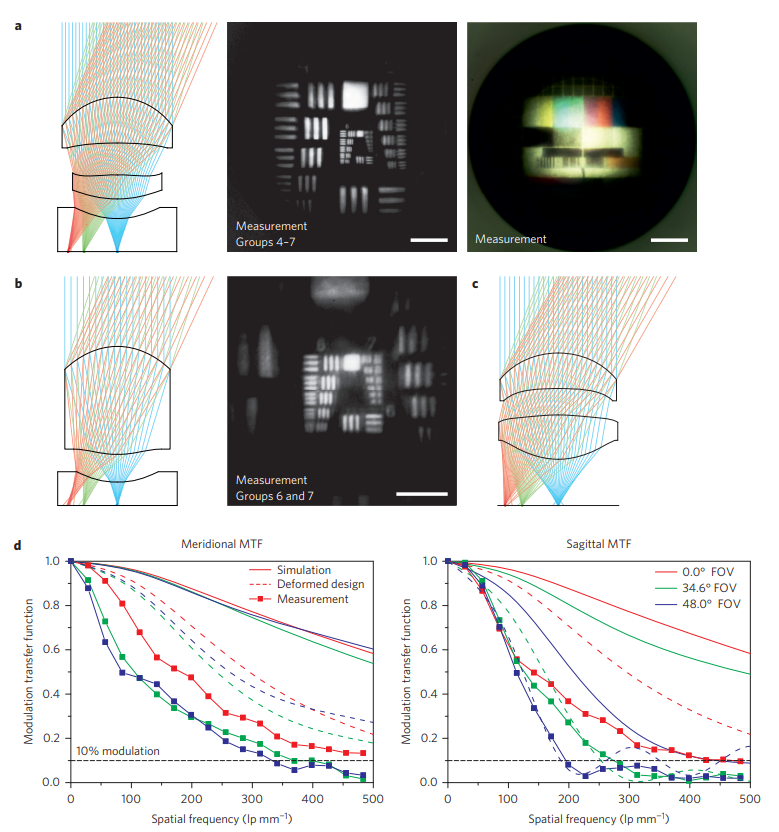 a
Measurement
Groups 4–7
Measurement
b
Measurement
Groups 6 and 7
c
d
Meridional MTF
Modulation transfer function
1.0
0.8
0.6
0.4
0.2
0.0
Simulation
Deformed design
Measurement
10% modulation
0 100 200 300 400 500
Spatial frequency (lp mm⁻¹)
Sagittal MTF
Modulation transfer function
1.0
0.8
0.6
0.4
0.2
0.0
0.0° FOV
34.6° FOV
48.0° FOV
0 100 200 300 400 500
Spatial frequency (lp mm⁻¹)